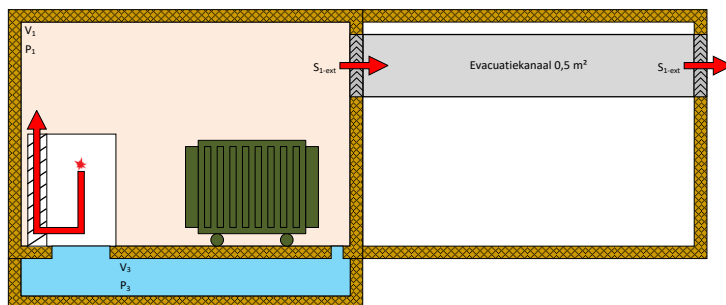 V1
P1
S1-ext
Evacuatiekanaal 0,5 m²
S1-ext
V3
P3